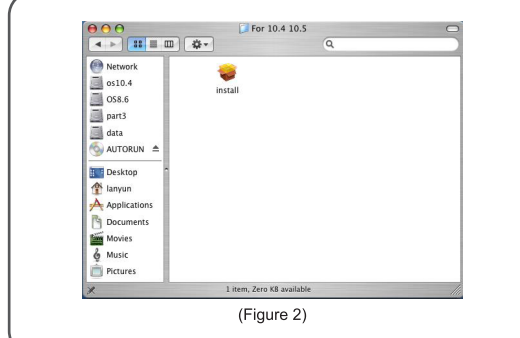 For 10.4 10.5
Network
os10.4
OS8.6
part3
data
AUTORUN
Desktop
lanyun
Applications
Documents
Movies
Music
Pictures
install
1 item, Zero KB available
(Figure 2)